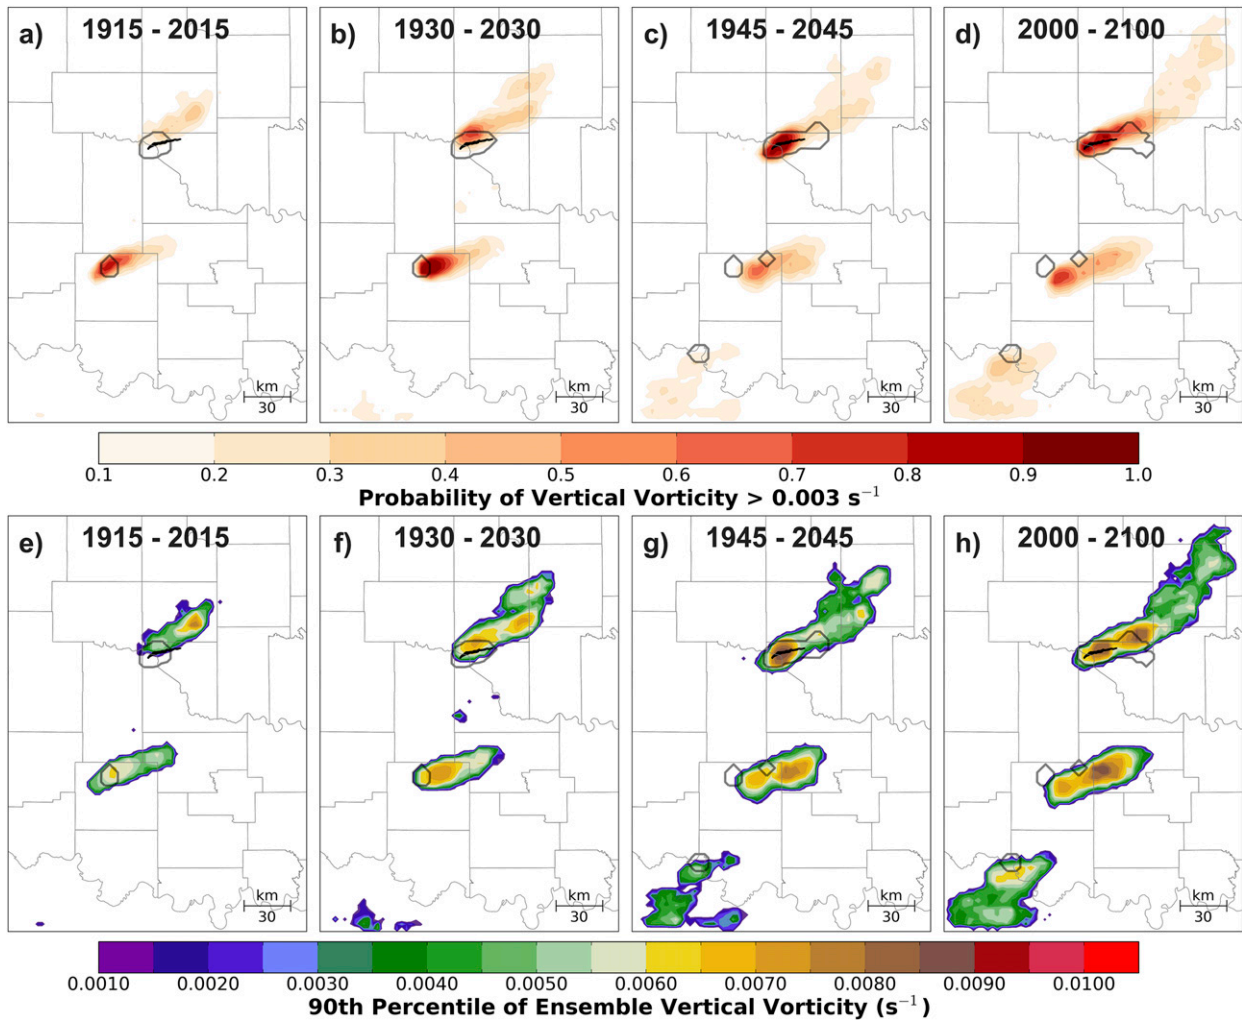 a) 1915 - 2015
b) 1930 - 2030
c) 1945 - 2045
d) 2000 - 2100
km
30
km
30
km
30
km
30
0.1 0.2 0.3 0.4 0.5 0.6 0.7 0.8 0.9 1.0
Probability of Vertical Vorticity > 0.003 s⁻¹
e) 1915 - 2015
f) 1930 - 2030
g) 1945 - 2045
h) 2000 - 2100
km
30
km
30
km
30
km
30
0.0010 0.0020 0.0030 0.0040 0.0050 0.0060 0.0070 0.0080 0.0090 0.0100
90th Percentile of Ensemble Vertical Vorticity (s⁻¹)